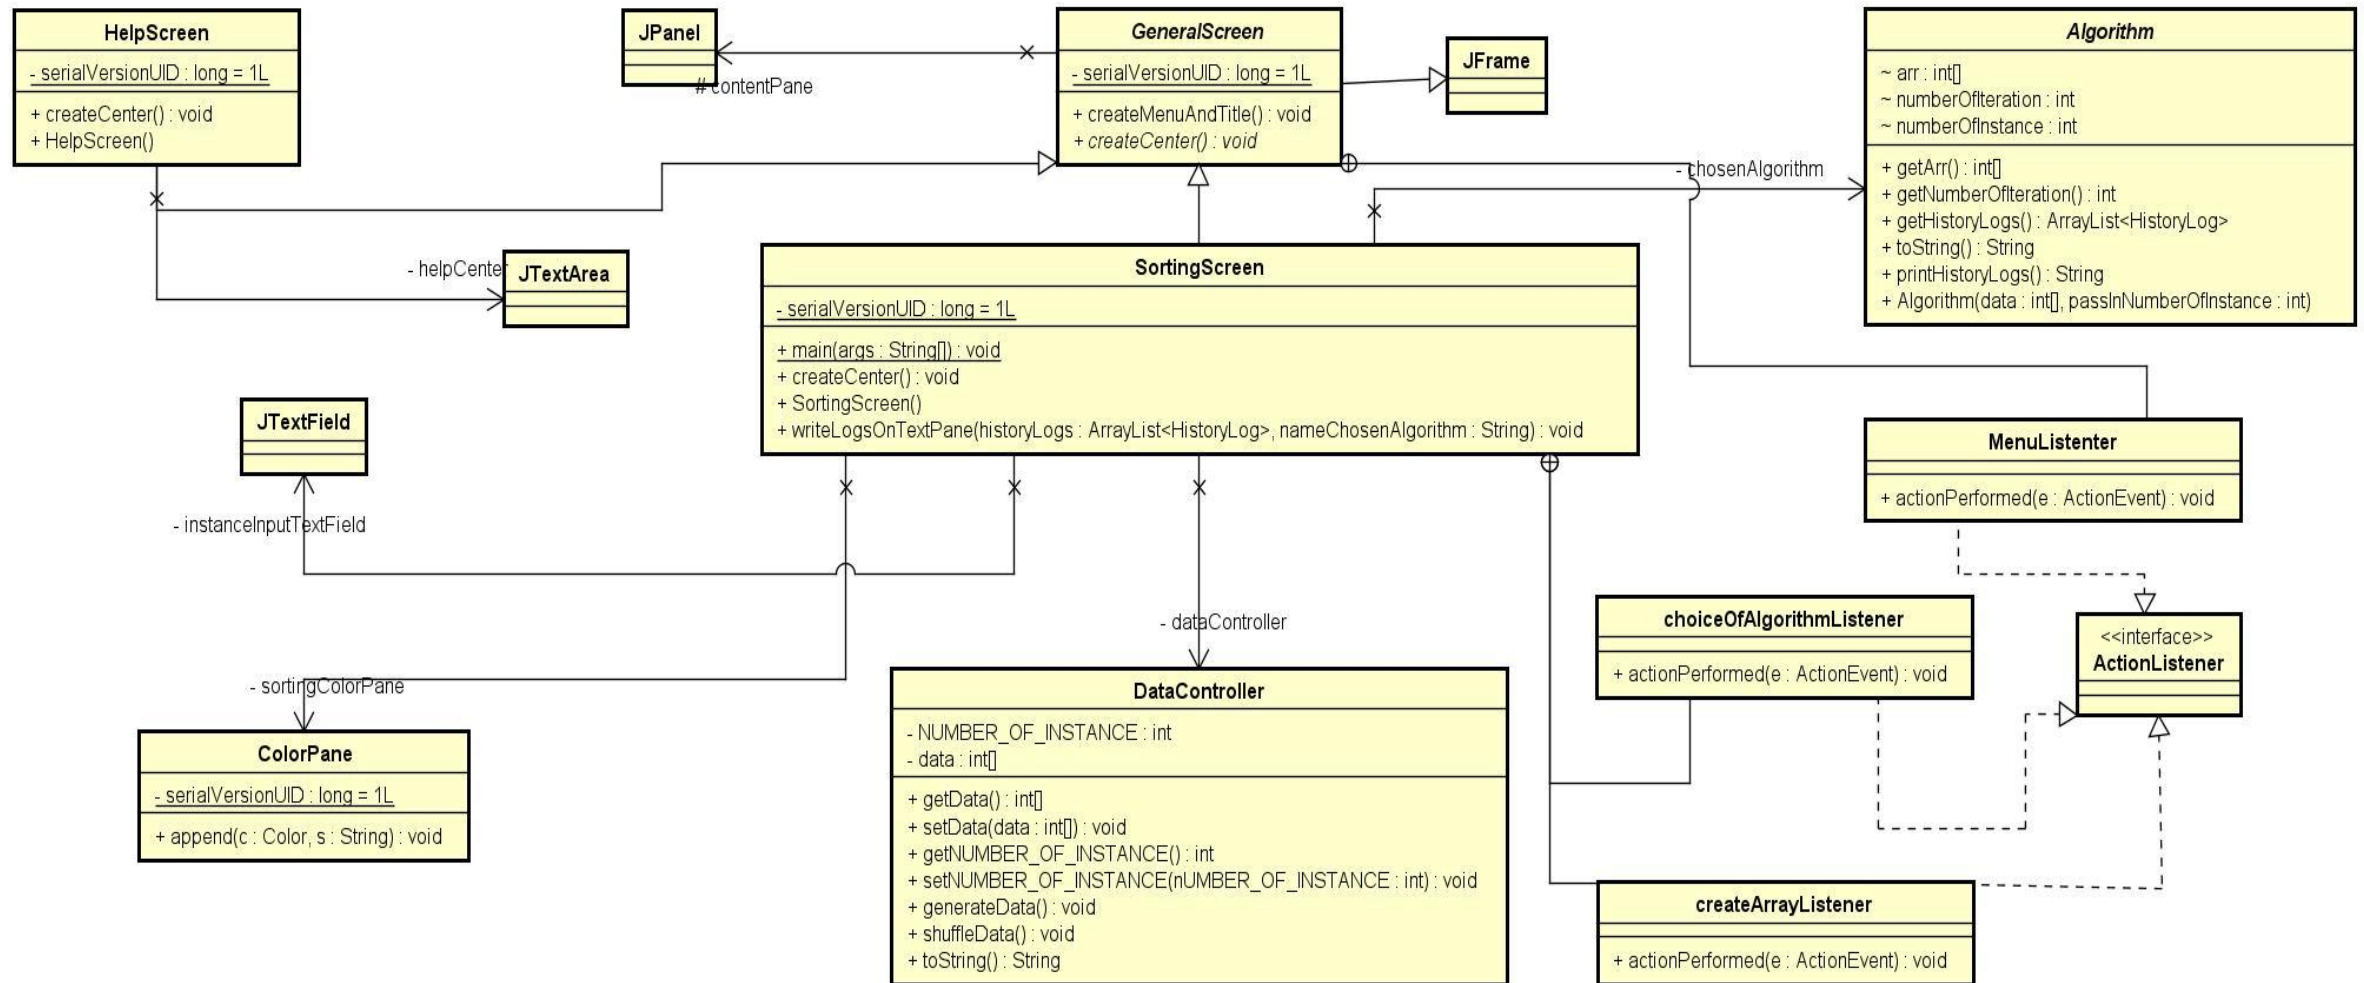 HelpScreen
- serialVersionUID : long = 1L
+ createCenter() : void
+ HelpScreen()
JPanel
# contentPane
GeneralScreen
- serialVersionUID : long = 1L
+ createMenuAndTitle() : void
+ createCenter() : void
JFrame
Algorithm
~ arr : int[]
~ numberOfIteration : int
~ numberOfInstance : int
+ getArr() : int[]
+ getNumberOfIteration() : int
+ getHistoryLogs() : ArrayList<HistoryLog>
+ toString() : String
+ printHistoryLogs() : String
+ Algorithm(data : int[], passInNumberOfInstance : int)
- chosenAlgorithm
- helpCenter
JTextArea
SortingScreen
- serialVersionUID : long = 1L
+ main(args : String[]) : void
+ createCenter() : void
+ SortingScreen()
+ writeLogsOnTextPane(historyLogs : ArrayList<HistoryLog>, nameChosenAlgorithm : String) : void
JTextField
- instanceInputTextField
MenuListenter
+ actionPerformed(e : ActionEvent) : void
- dataController
choiceOfAlgorithmListener
+ actionPerformed(e : ActionEvent) : void
<<interface>>
ActionListener
- sortingColorPane
ColorPane
- serialVersionUID : long = 1L
+ append(c : Color, s : String) : void
DataController
- NUMBER_OF_INSTANCE : int
- data : int[]
+ getData() : int[]
+ setData(data : int[]) : void
+ getNUMBER_OF_INSTANCE() : int
+ setNUMBER_OF_INSTANCE(nUMBER_OF_INSTANCE : int) : void
+ generateData() : void
+ shuffleData() : void
+ toString() : String
createArrayListener
+ actionPerformed(e : ActionEvent) : void